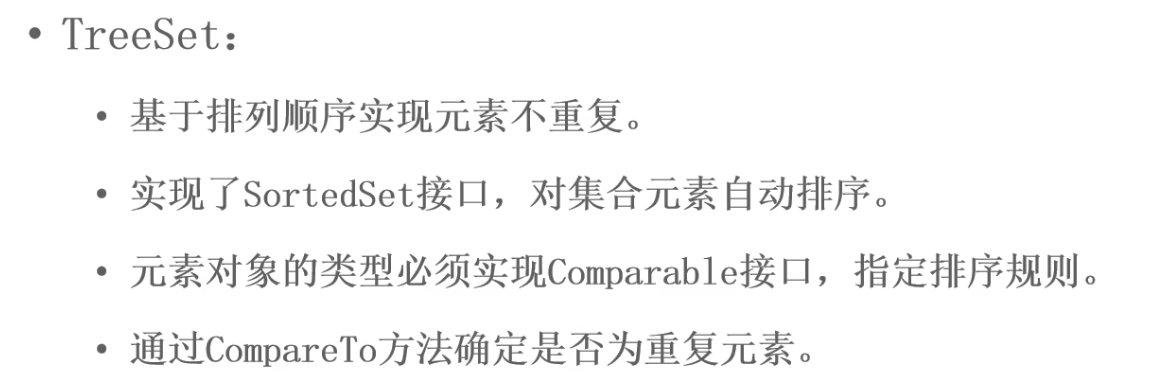 • TreeSet：
• 基于排列顺序实现元素不重复。
• 实现了SortedSet接口，对集合元素自动排序。
• 元素对象的类型必须实现Comparable接口，指定排序规则。
• 通过CompareTo方法确定是否为重复元素。